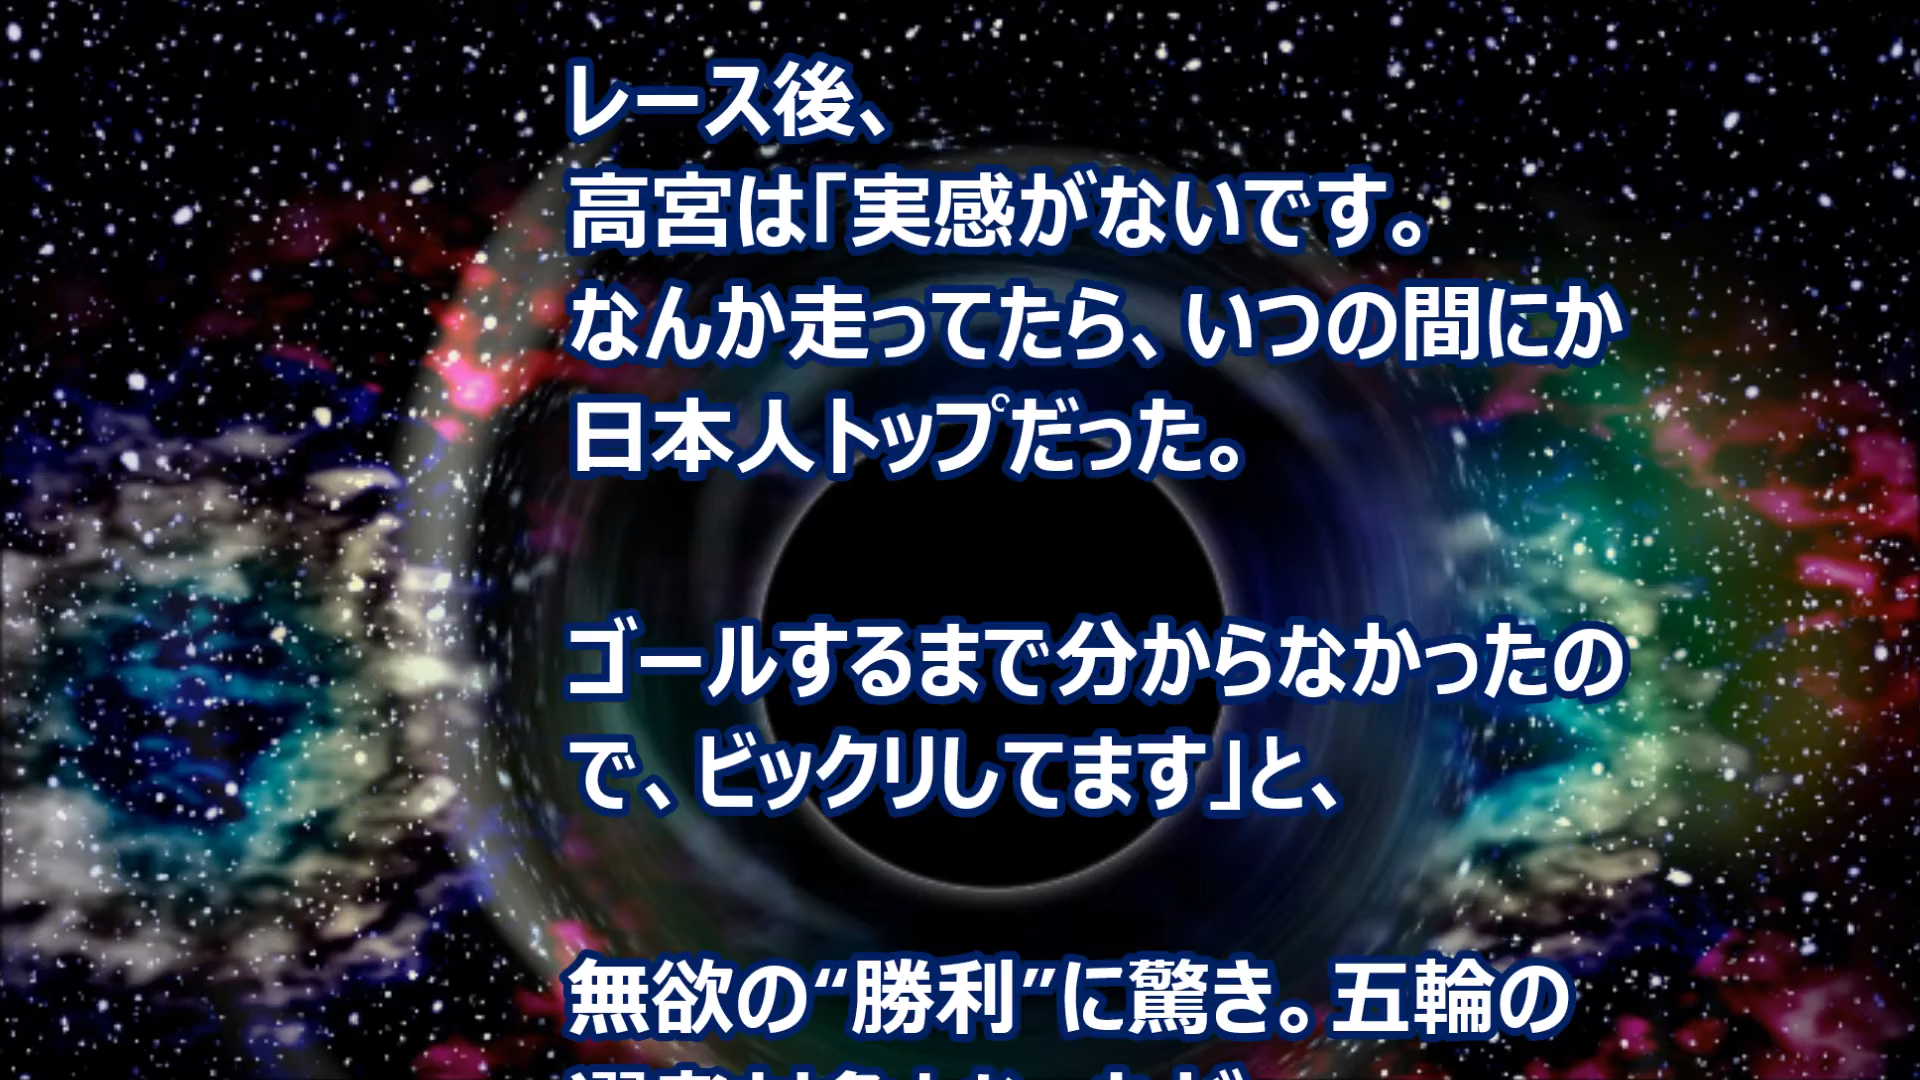 レース後、
高宮は「実感がないです。
なんか走ってたら、いつの間にか
日本人トップだった。
ゴールするまで分からなかったの
で、ビックリしてます」と、
無欲の“勝利”に驚き。五輪の